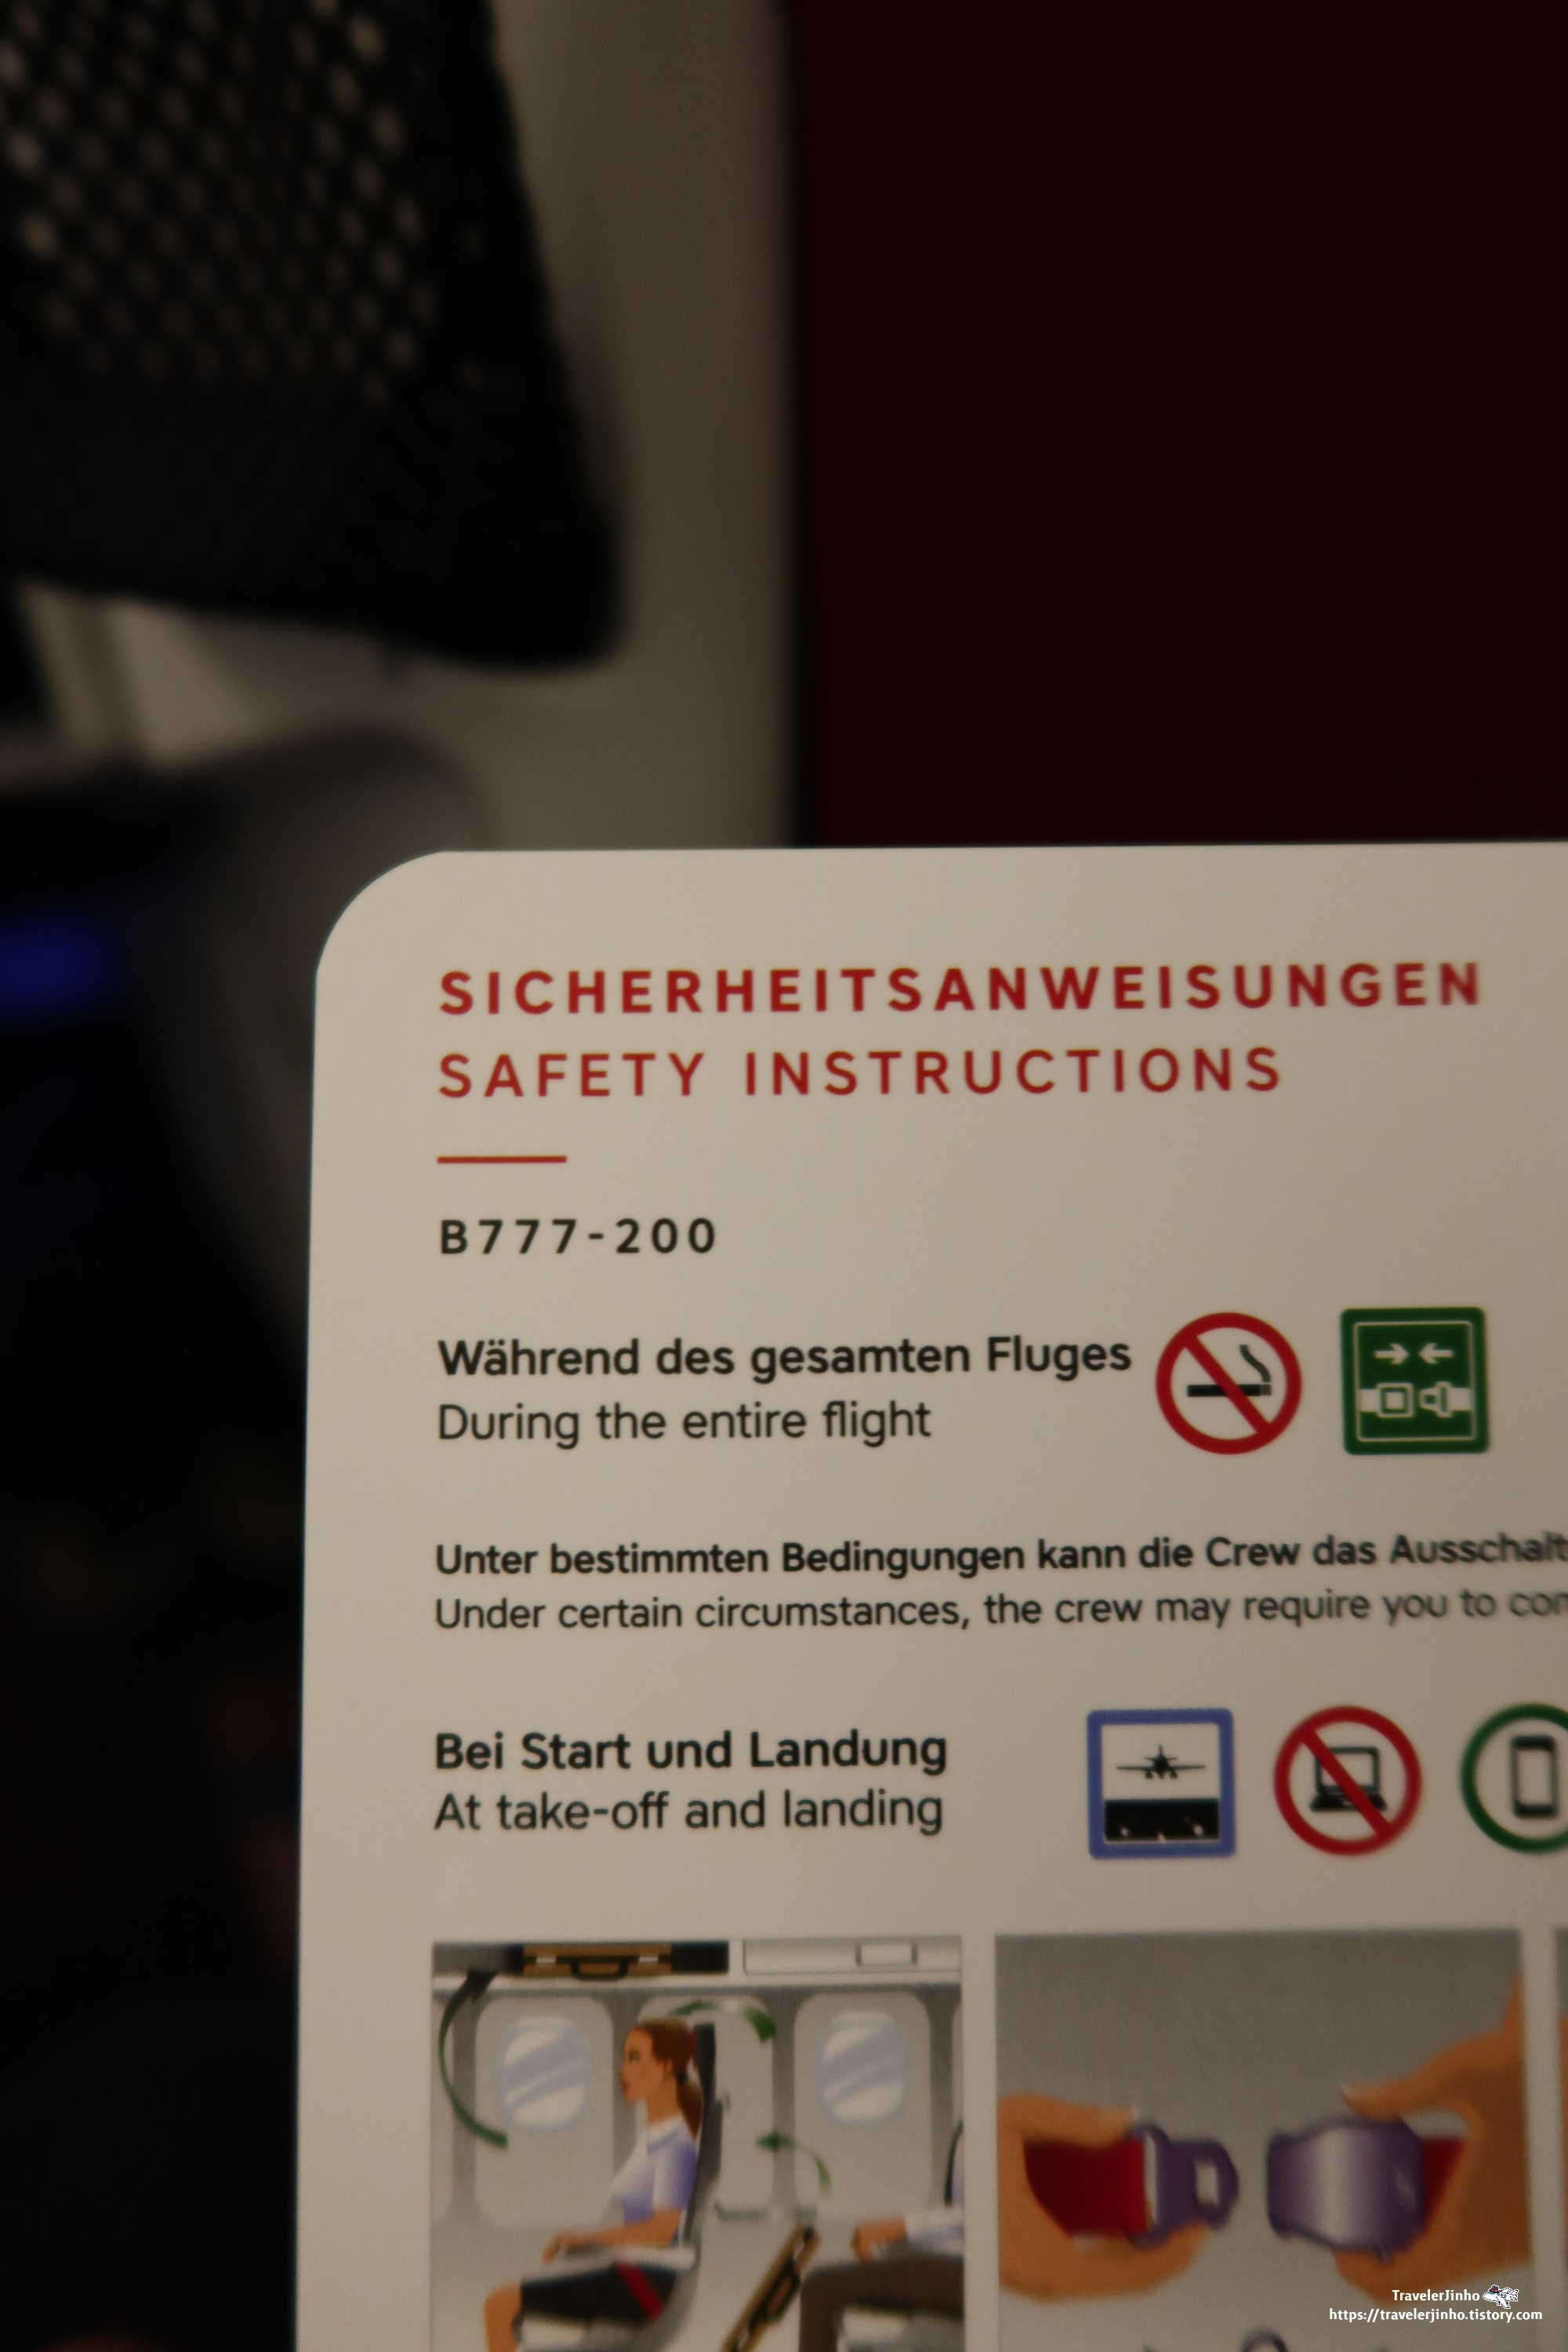 SICHERHEITSANWEISUNGEN
SAFETY INSTRUCTIONS
B777-200
Während des gesamten Fluges
During the entire flight
Unter bestimmten Bedingungen kann die Crew das
Under certain circumstances, the crew may require you to
Bei Start und Landung
At take-off and landing
TravelerJinho
https://travelerjinho.tistory.com